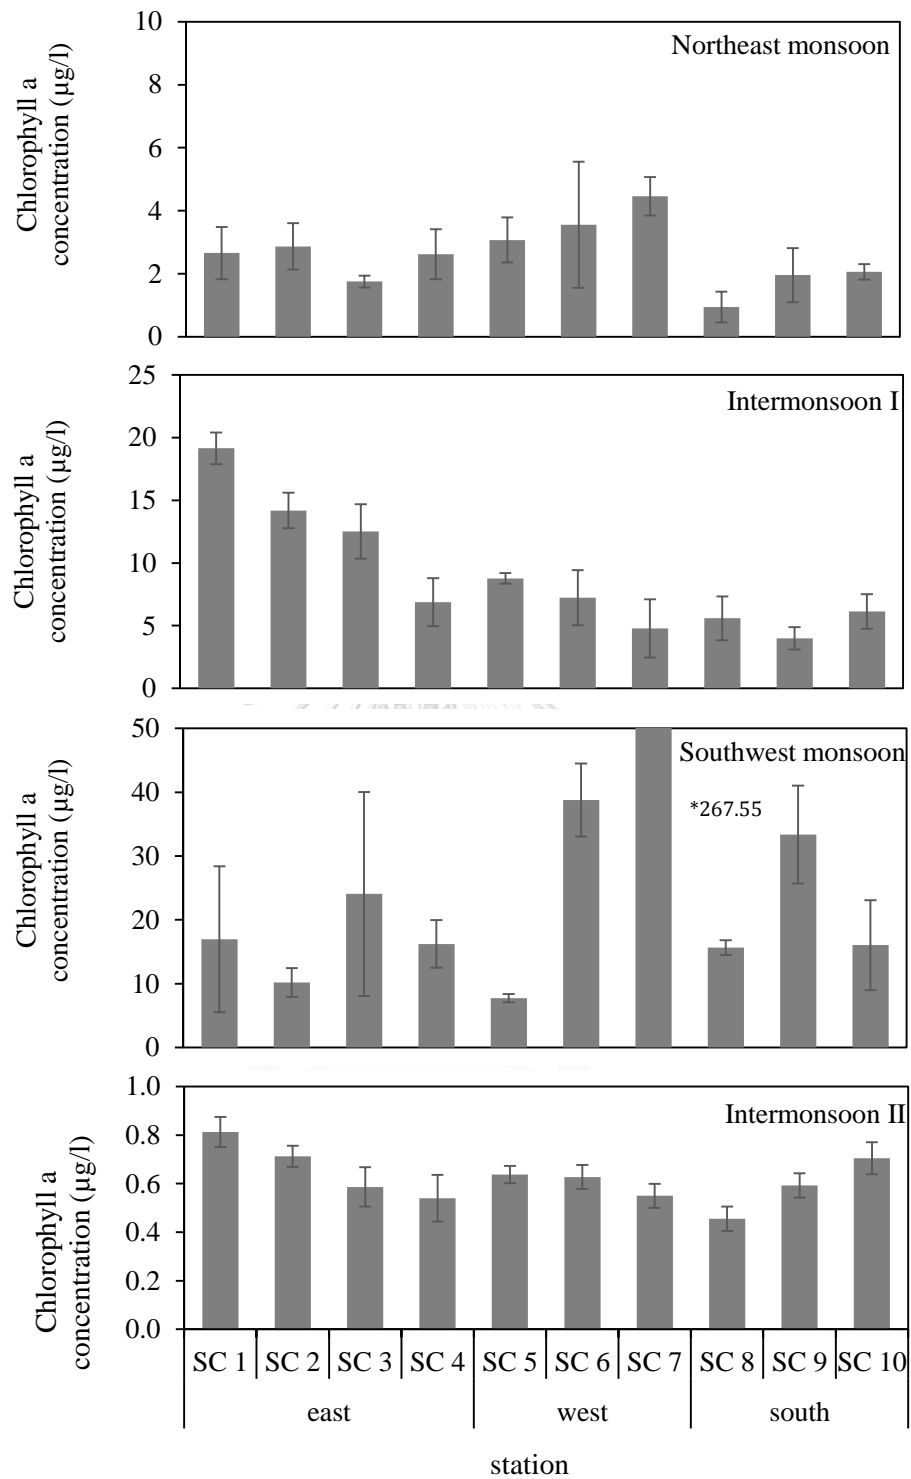 Northeast monsoon
Chlorophyll a
concentration (µg/l)
10
8
6
4
2
0
Intermonsoon I
Chlorophyll a
concentration (µg/l)
25
20
15
10
5
0
Southwest monsoon
*267.55
Chlorophyll a
concentration (µg/l)
50
40
30
20
10
0
Intermonsoon II
Chlorophyll a
concentration (µg/l)
1.0
0.8
0.6
0.4
0.2
0.0
SC 1 SC 2 SC 3 SC 4 SC 5 SC 6 SC 7 SC 8 SC 9 SC 10
east west south
station